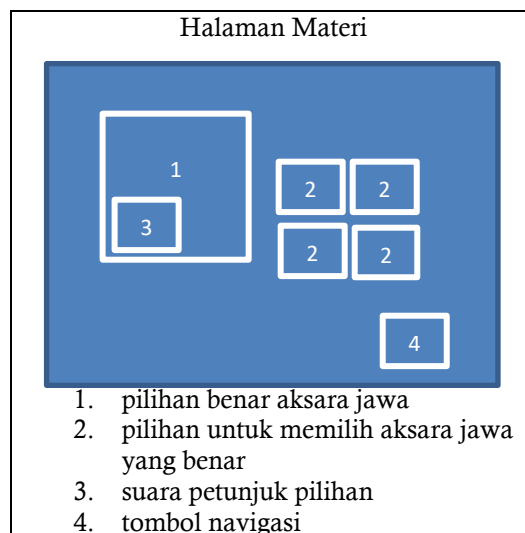 Halaman Materi
1
2 2
3
2 2
4
1. pilihan benar aksara jawa
2. pilihan untuk memilih aksara jawa
yang benar
3. suara petunjuk pilihan
4. tombol navigasi